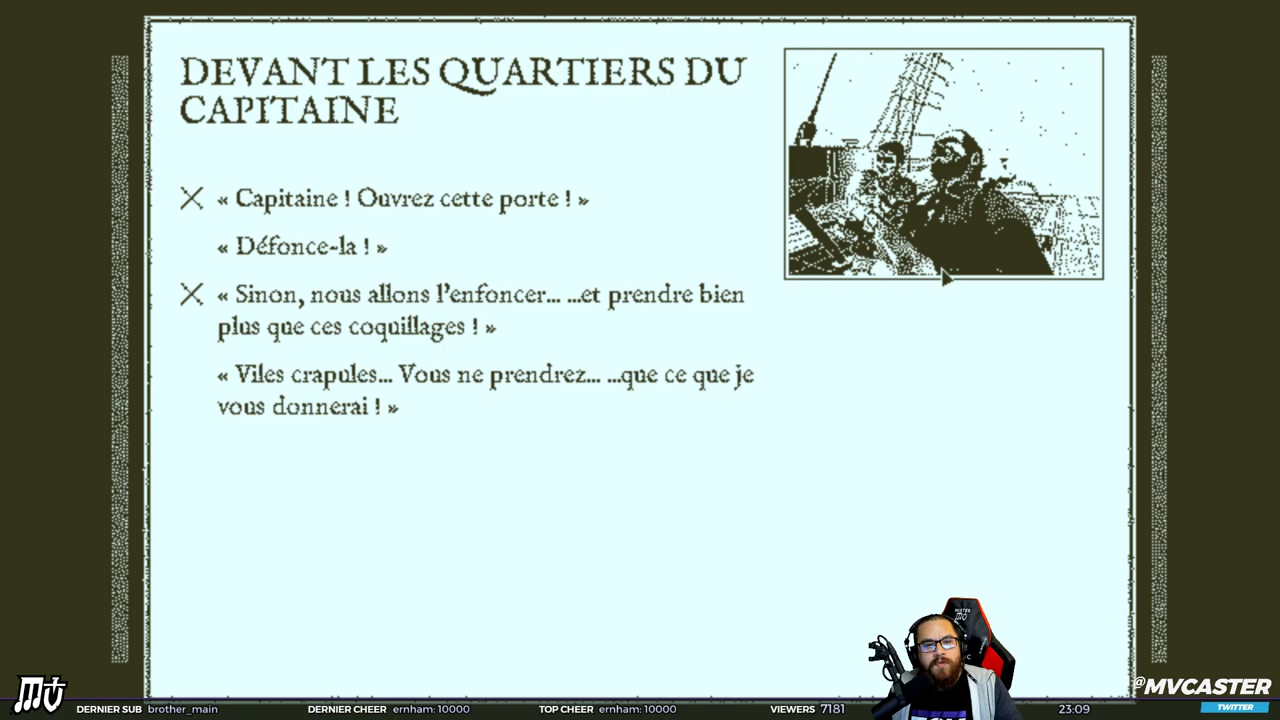 DEVANT LES QUARTIERS DU
CAPITAINE
« Capitaine ! Ouvrez cette porte ! »
« Défonce-la ! »
« Sinon, nous allons l'enfoncer... ...et prendre bien
plus que ces coquillages ! »
« Viles crapules... Vous ne prendrez... ...que ce que je
vous donnerai ! »
@MVCASTER
DERNIER SUB brother_main DERNIER CHEER ernham: 10000 TOP CHEER ernham: 10000 VIEWERS 7181 23:09 TWITTER